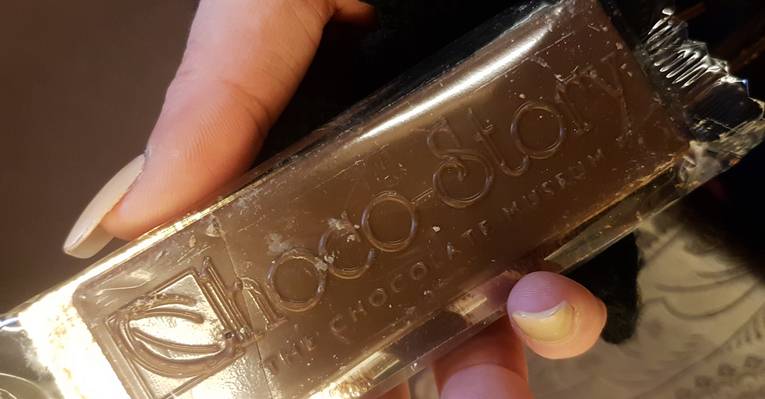 Choco-Story
THE CHOCOLATE MUSEUM